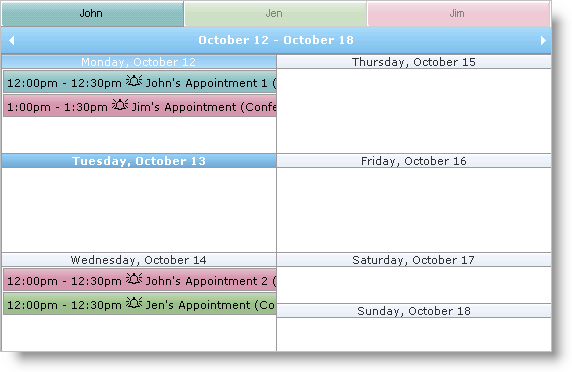 John
Jen
Jim
October 12 - October 18
Monday, October 12
12:00pm - 12:30pm John's Appointment 1 (
1:00pm - 1:30pm Jim's Appointment (Confe
Tuesday, October 13
Wednesday, October 14
12:00pm - 12:30pm John's Appointment 2 (
12:00pm - 12:30pm Jen's Appointment (Co
Thursday, October 15
Friday, October 16
Saturday, October 17
Sunday, October 18